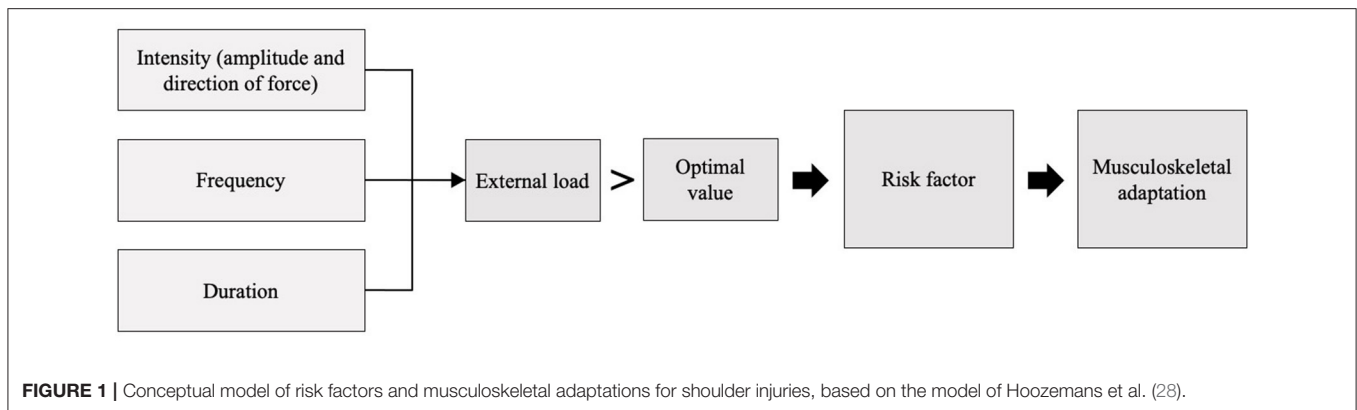 Intensity (amplitude and
direction of force)
Frequency
Duration
External load
>
Optimal
value
Risk factor
Musculoskeletal
adaptation
FIGURE 1 | Conceptual model of risk factors and musculoskeletal adaptations for shoulder injuries, based on the model of Hoozemans et al. (28).